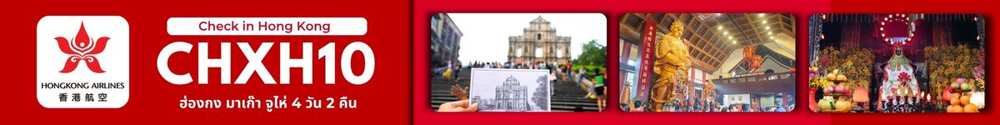 HONGKONG AIRLINES
香港航空
Check in Hong Kong
CHXH10
ฮ่องกง มาเก๊า จูไห่ 4 วัน 2 คืน